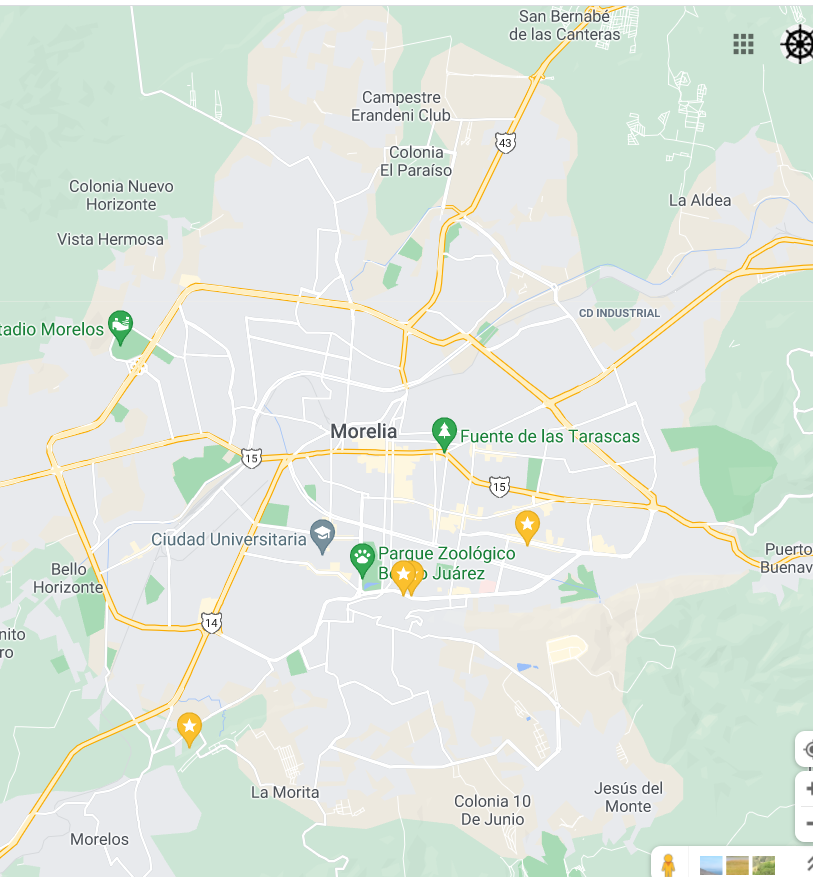 San Bernabé
de las Canteras
Campestre
Erandeni Club
43
Colonia
El Paraíso
Colonia Nuevo
Horizonte
La Aldea
Vista Hermosa
CD INDUSTRIAL
tadio Morelos
Morelia
Fuente de las Tarascas
15
15
Ciudad Universitaria
Parque Zoológico
Juárez
Puerto
Buenav
Bello
Horizonte
14
nito
ro
La Morita
Jesús del
Monte
Colonia 10
De Junio
Morelos